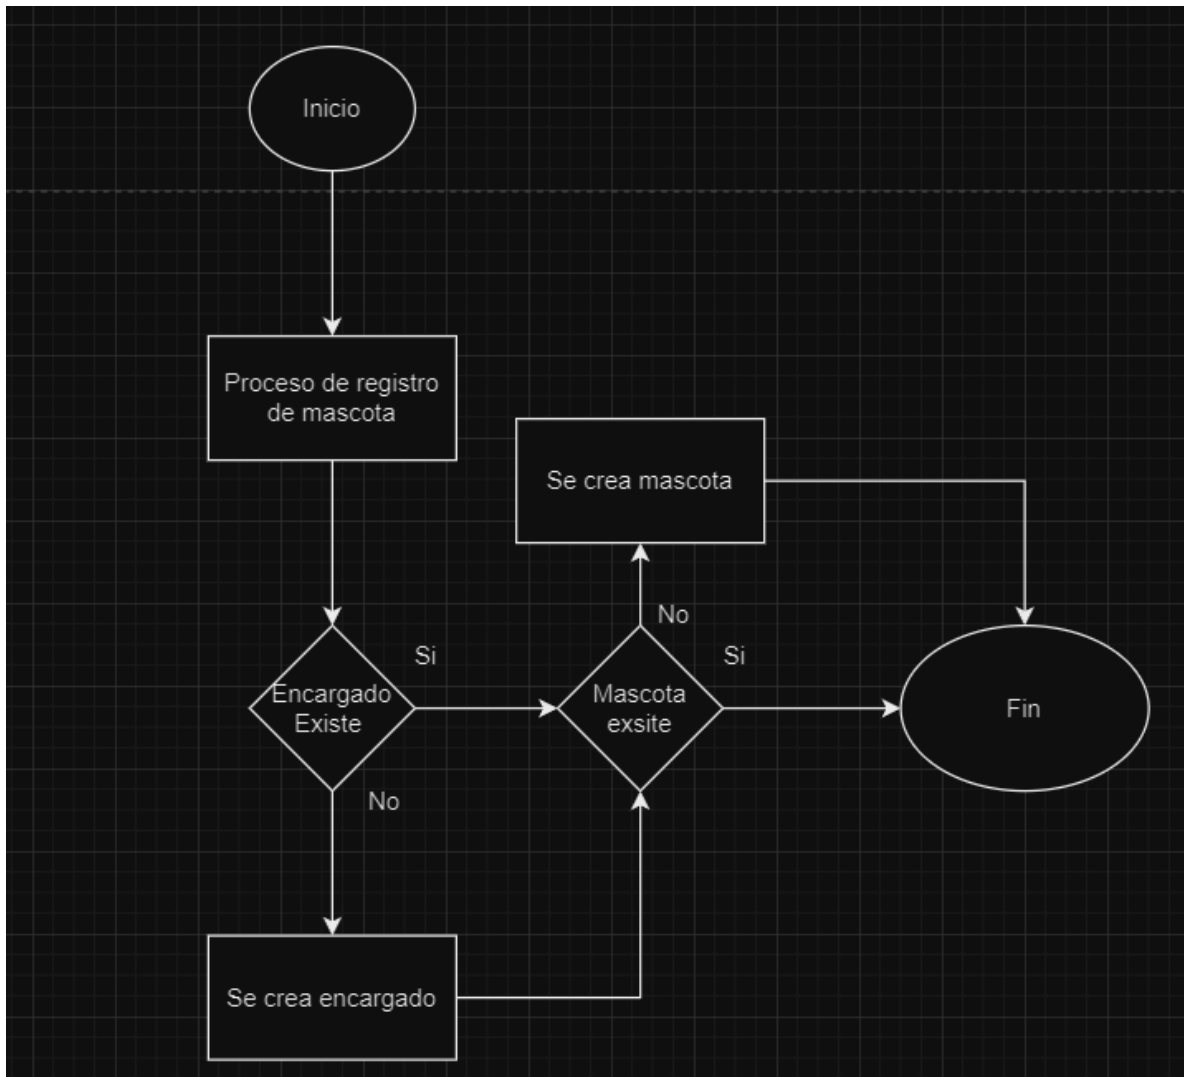 Inicio
Proceso de registro
de mascota
Se crea mascota
No
Si
Si
Encargado
Existe
Mascota
exsite
Fin
No
Se crea encargado